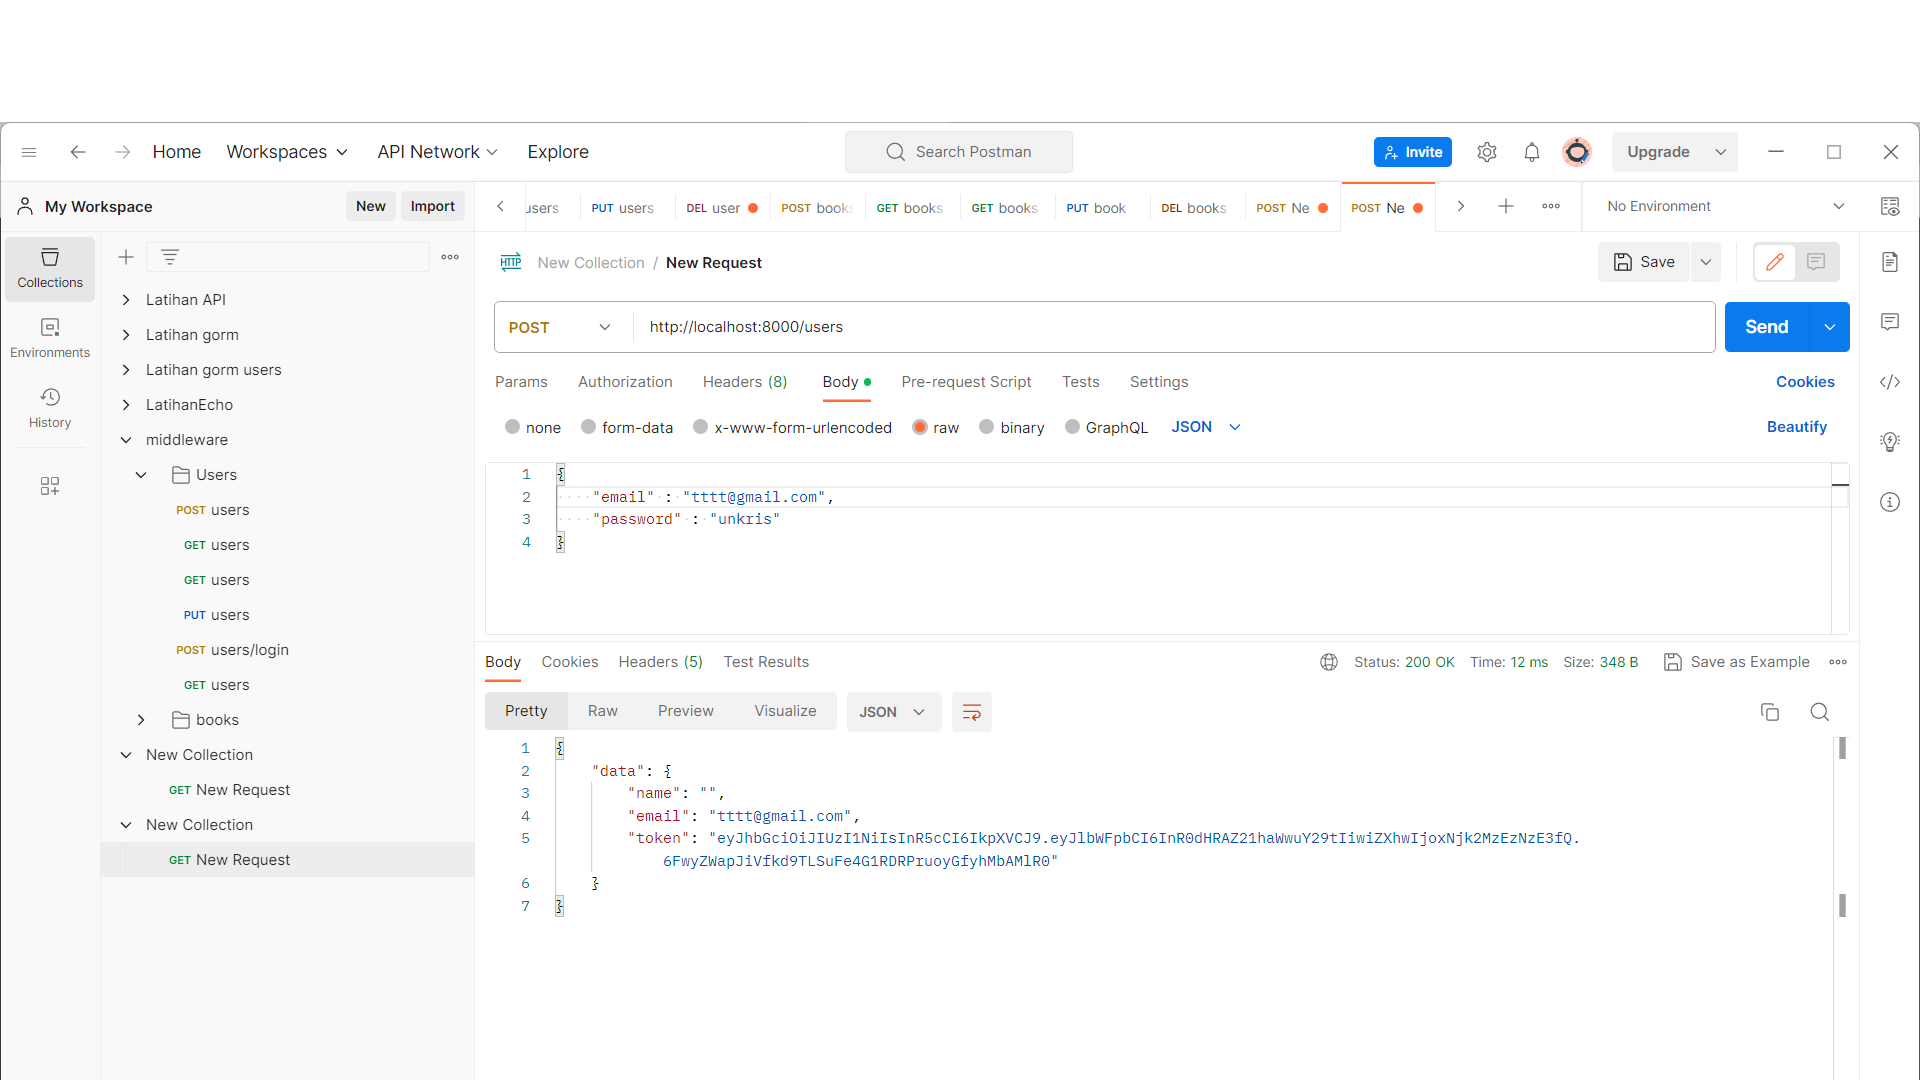 Home Workspaces API Network Explore Search Postman Invite Upgrade
My Workspace New Import users PUT users DEL user POST books GET books GET books PUT book DEL books POST Ne POST Ne No Environment
Collections
Environments
History
Latihan API
Latihan gorm
Latihan gorm users
LatihanEcho
middleware
Users
POST users
GET users
GET users
PUT users
POST users/login
GET users
books
New Collection
GET New Request
New Collection
GET New Request
HTTP New Collection / New Request Save
POST http://localhost:8000/users Send
Params Authorization Headers (8) Body Pre-request Script Tests Settings Cookies
none form-data x-www-form-urlencoded raw binary GraphQL JSON Beautify
1 {
2 "email" : "tttt@gmail.com",
3 "password" : "unkris"
4 }
Body Cookies Headers (5) Test Results Status: 200 OK Time: 12 ms Size: 348 B Save as Example
Pretty Raw Preview Visualize JSON
1 {
2 "data": {
3 "name": "",
4 "email": "tttt@gmail.com",
5 "token": "eyJhbGciOiJIUzI1NiIsInR5cCI6IkpXVCJ9.eyJlbWFpbCI6InR0dHRAZ21haWwuY29tIiwiZXhwIjoxNjk2MzEzNzE3fQ.
6FwyZWapJiVfkd9TLSuFe4G1RDRPruoyGfyhMbAMlR0"
6 }
7 }